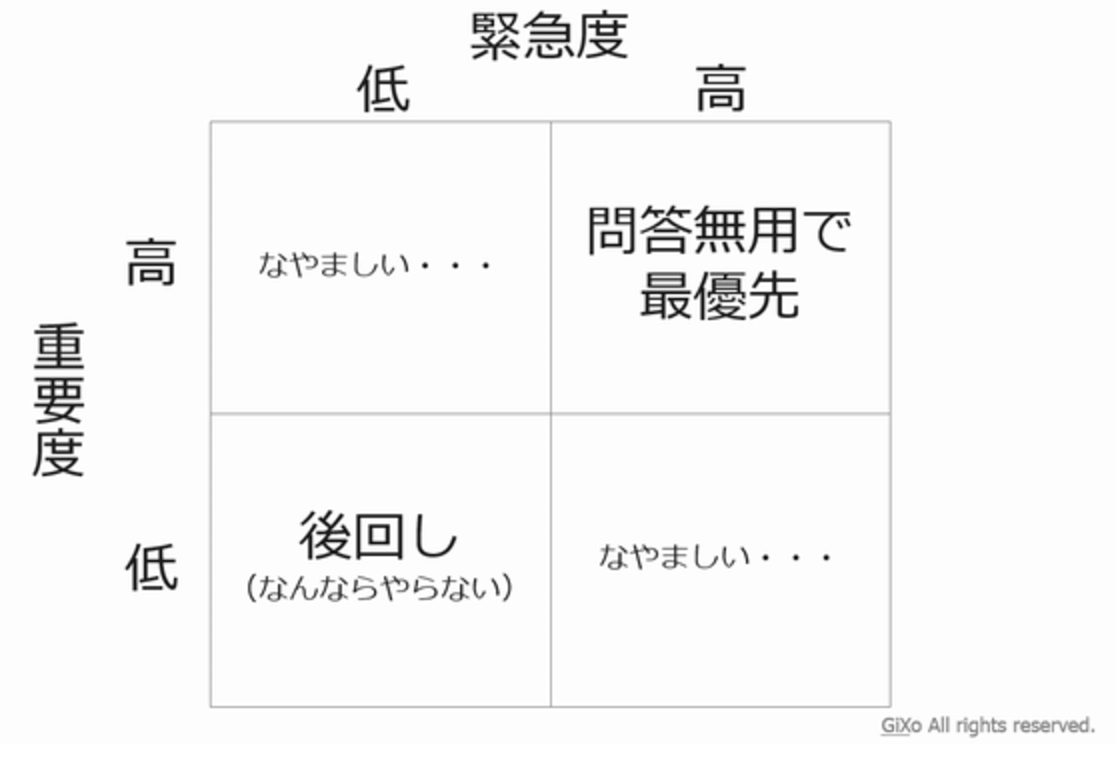 緊急度
低
高
高
なやましい・・・
問答無用で
最優先
重要度
低
後回し
（なんならやらない）
なやましい・・・
GiXo All rights reserved.